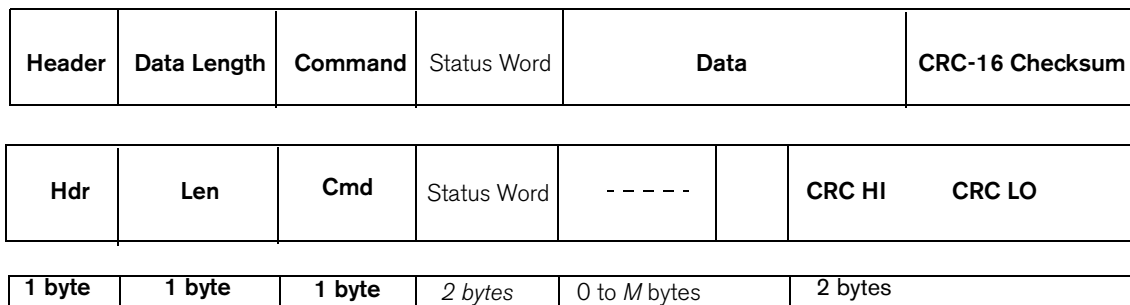 Header Data Length Command Status Word Data CRC-16 Checksum
Hdr Len Cmd Status Word - - - - - CRC HI CRC LO
1 byte 1 byte 1 byte 2 bytes 0 to M bytes 2 bytes